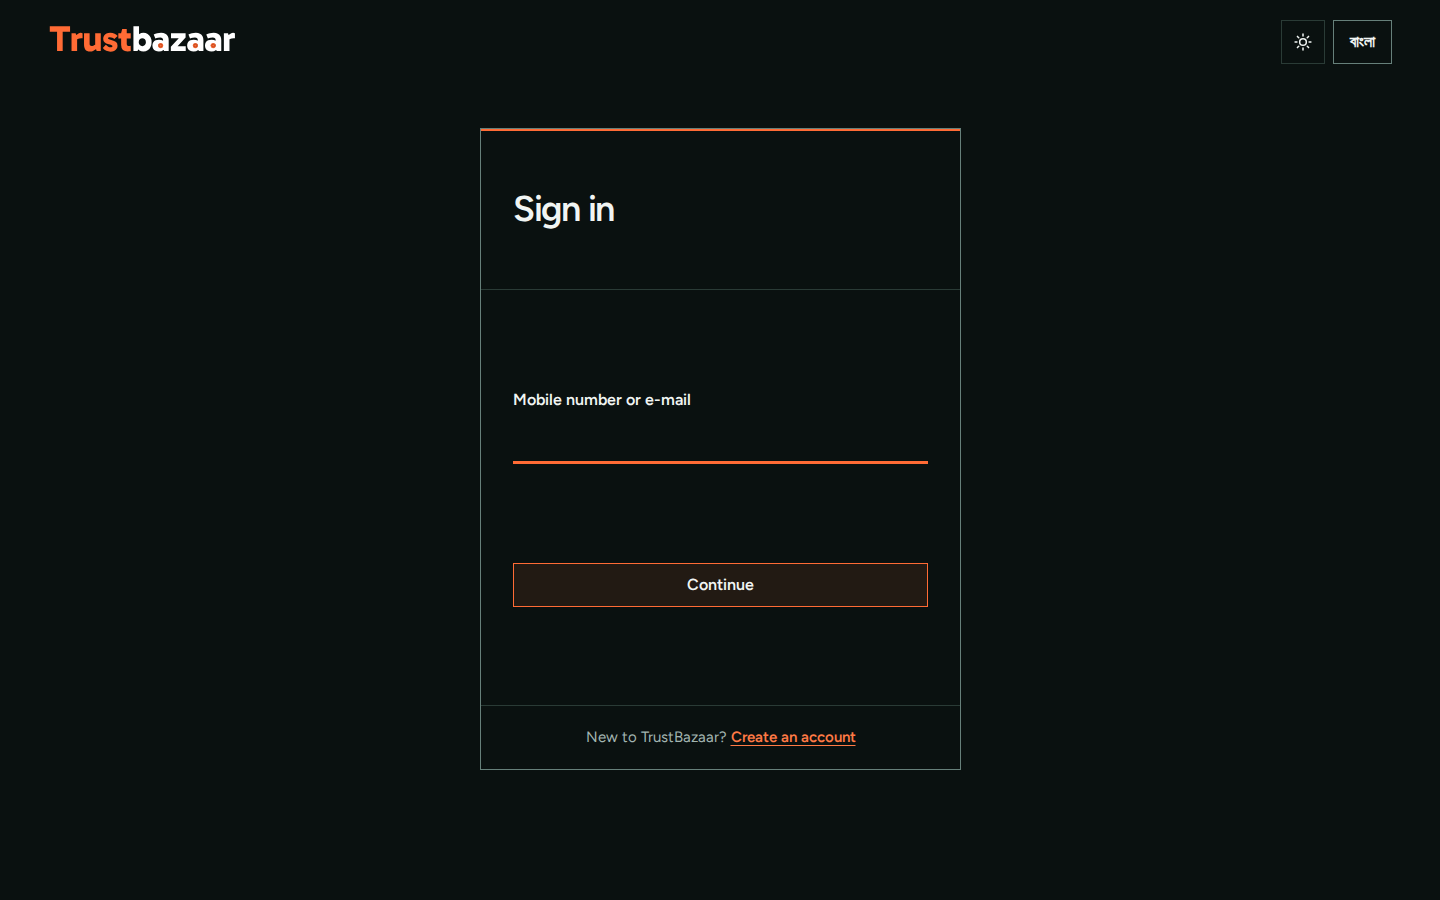 Trustbazaar
বাংলা
Sign in
Mobile number or e-mail
Continue
New to TrustBazaar? Create an account